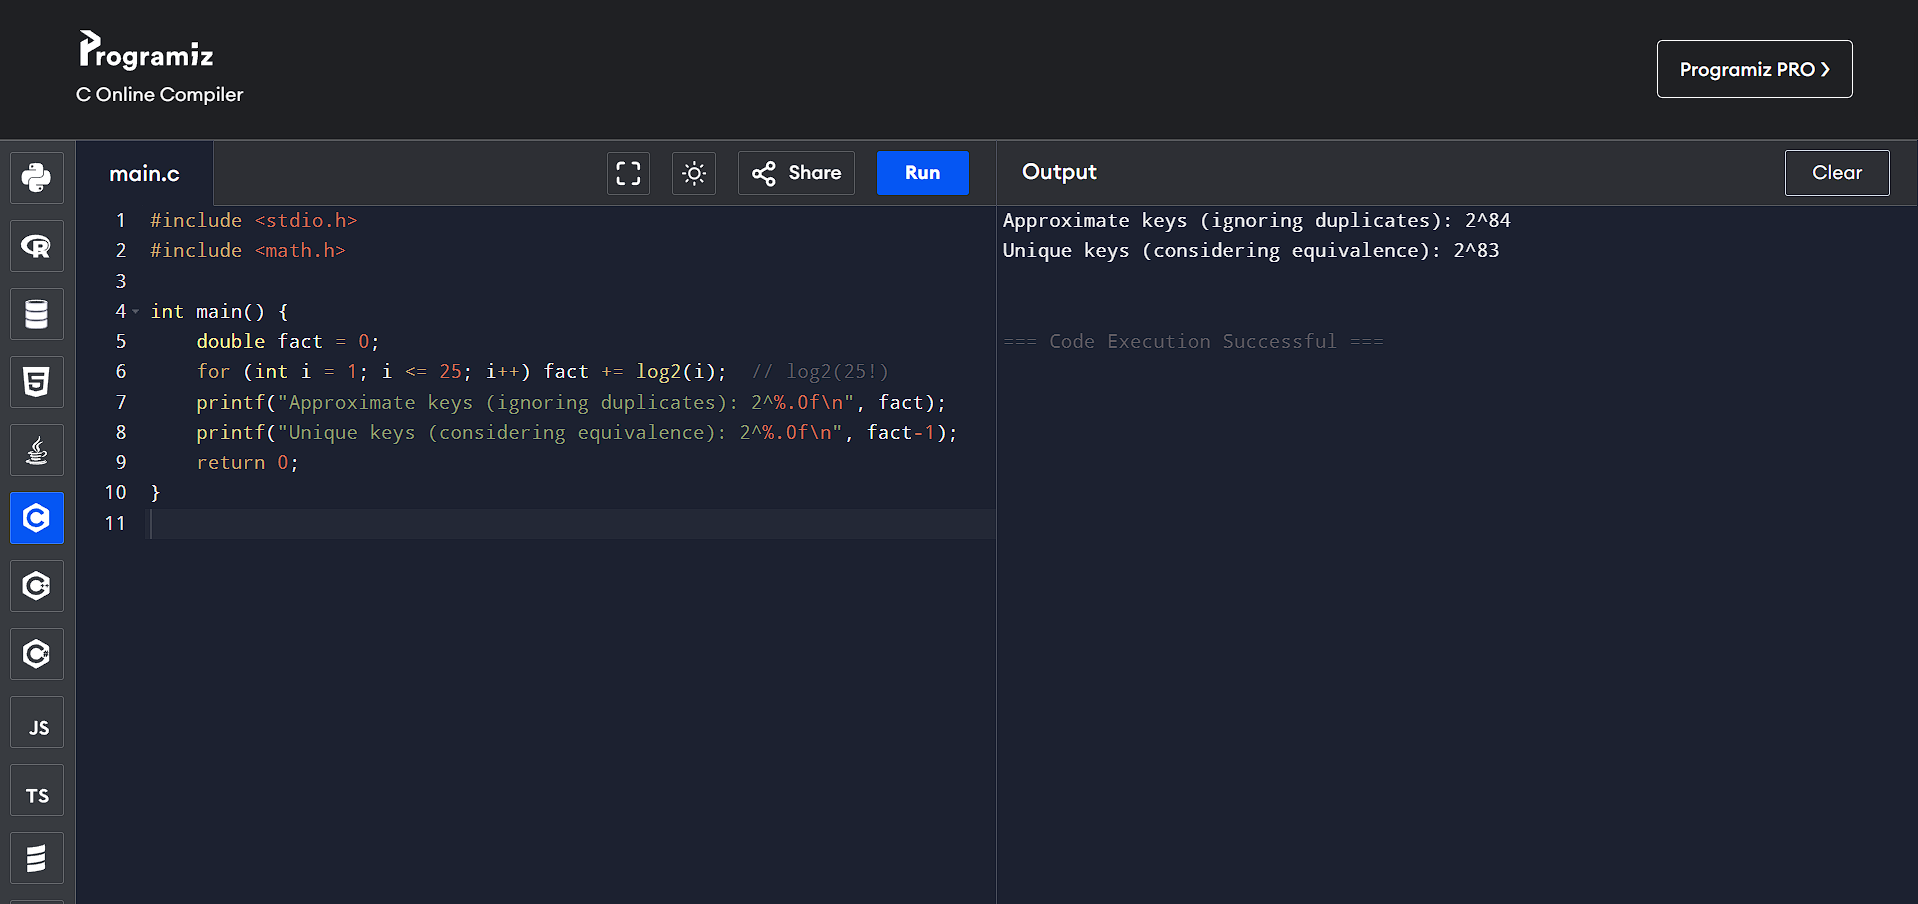 Programiz
C Online Compiler
Programiz PRO ❯
main.c
Share
Run
Output
Clear
1 #include <stdio.h>
2 #include <math.h>
3
4 int main() {
5     double fact = 0;
6     for (int i = 1; i <= 25; i++) fact += log2(i);  // log2(25!)
7     printf("Approximate keys (ignoring duplicates): 2^%.0f\n", fact);
8     printf("Unique keys (considering equivalence): 2^%.0f\n", fact-1);
9     return 0;
10 }
11
Approximate keys (ignoring duplicates): 2^84
Unique keys (considering equivalence): 2^83
=== Code Execution Successful ===
R
5
C
C++
C#
JS
TS